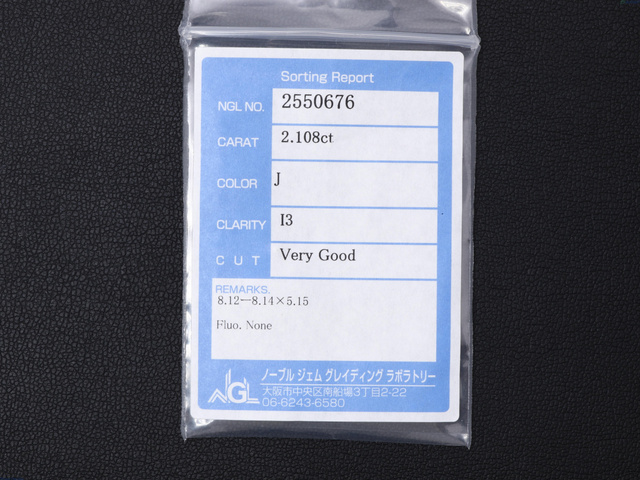 Sorting Report
NGL NO. 2550676
CARAT 2.108ct
COLOR J
CLARITY I3
CUT Very Good
REMARKS.
8.12−8.14×5.15
Fluo. None
NGL ノーブル ジェム グレイディング ラボラトリー
大阪市中央区南船場3丁目2-22
06-6243-6580